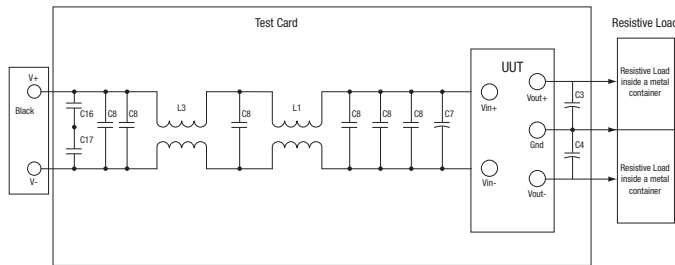 Test Card
Resistive Load
V+
Black
V-
C16
C17
C8
C8
L3
C8
L1
C8
C8
C8
C7
UUT
Vin+
Vin-
Vout+
Gnd
Vout-
C3
C4
Resistive Load
inside a metal
container
Resistive Load
inside a metal
container